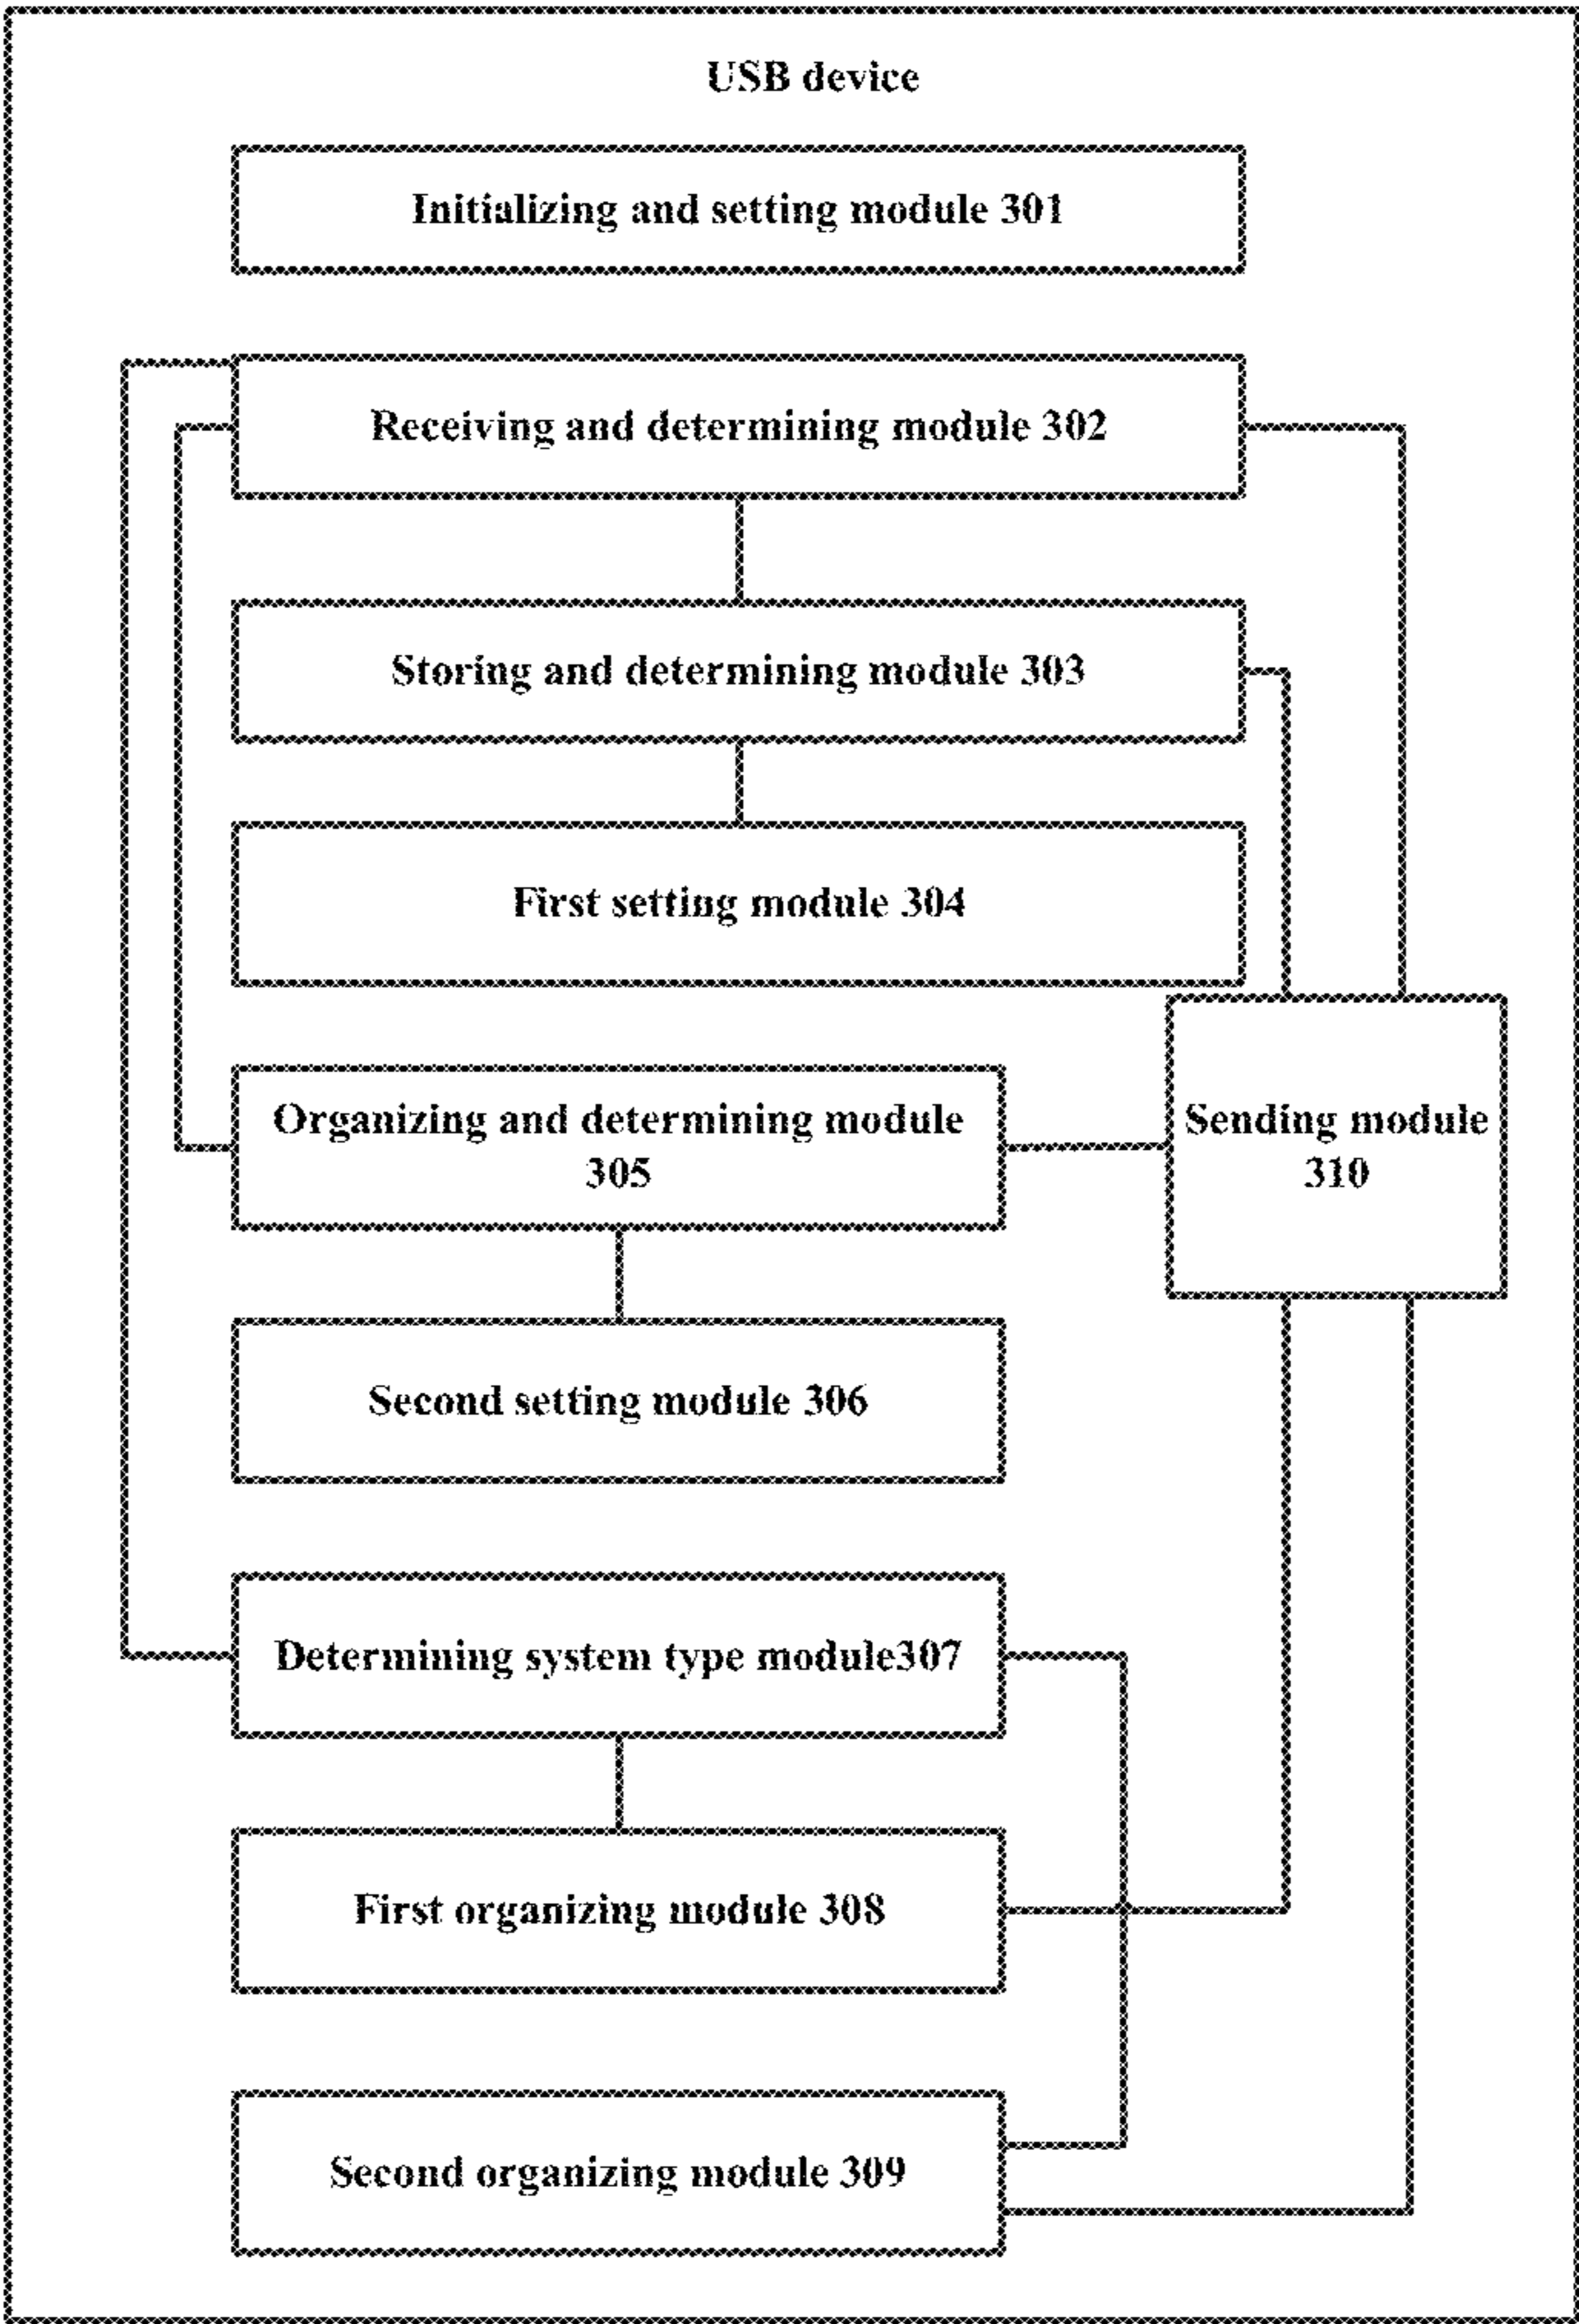 USB device
Initializing and setting module 301
Receiving and determining module 302
Storing and determining module 303
First setting module 304
Organizing and determining module
305
Sending module
310
Second setting module 306
Determining system type module307
First organizing module 308
Second organizing module 309